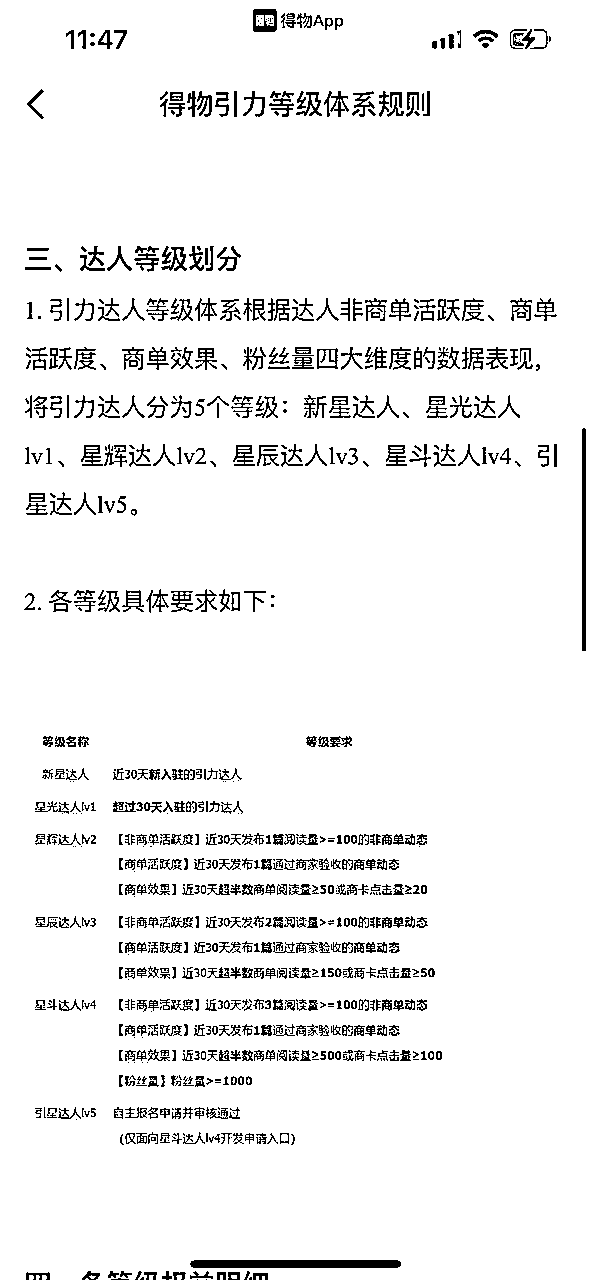 得物App
11:47
得物引力等级体系规则
三、达人等级划分
1. 引力达人等级体系根据达人非商单活跃度、商单
活跃度、商单效果、粉丝量四大维度的数据表现，
将引力达人分为5个等级：新星达人、星光达人
lv1、星辉达人lv2、星辰达人lv3、星斗达人lv4、引
星达人lv5。
2. 各等级具体要求如下：
等级名称 等级要求
新星达人 近30天新入驻的引力达人
星光达人lv1 超过30天入驻的引力达人
星辉达人lv2 【非商单活跃度】近30天发布1篇阅读量>=100的非商单动态
【商单活跃度】近30天发布1篇通过商家验收的商单动态
【商单效果】近30天超半数商单阅读量≥50或商卡点击量≥20
星辰达人lv3 【非商单活跃度】近30天发布2篇阅读量>=100的非商单动态
【商单活跃度】近30天发布1篇通过商家验收的商单动态
【商单效果】近30天超半数商单阅读量≥150或商卡点击量≥50
星斗达人lv4 【非商单活跃度】近30天发布3篇阅读量>=100的非商单动态
【商单活跃度】近30天发布1篇通过商家验收的商单动态
【商单效果】近30天超半数商单阅读量≥500或商卡点击量≥100
【粉丝量】粉丝量>=1000
引星达人lv5 自主报名申请并审核通过
（仅面向星斗达人lv4开发申请入口）
四、各等级权益明细